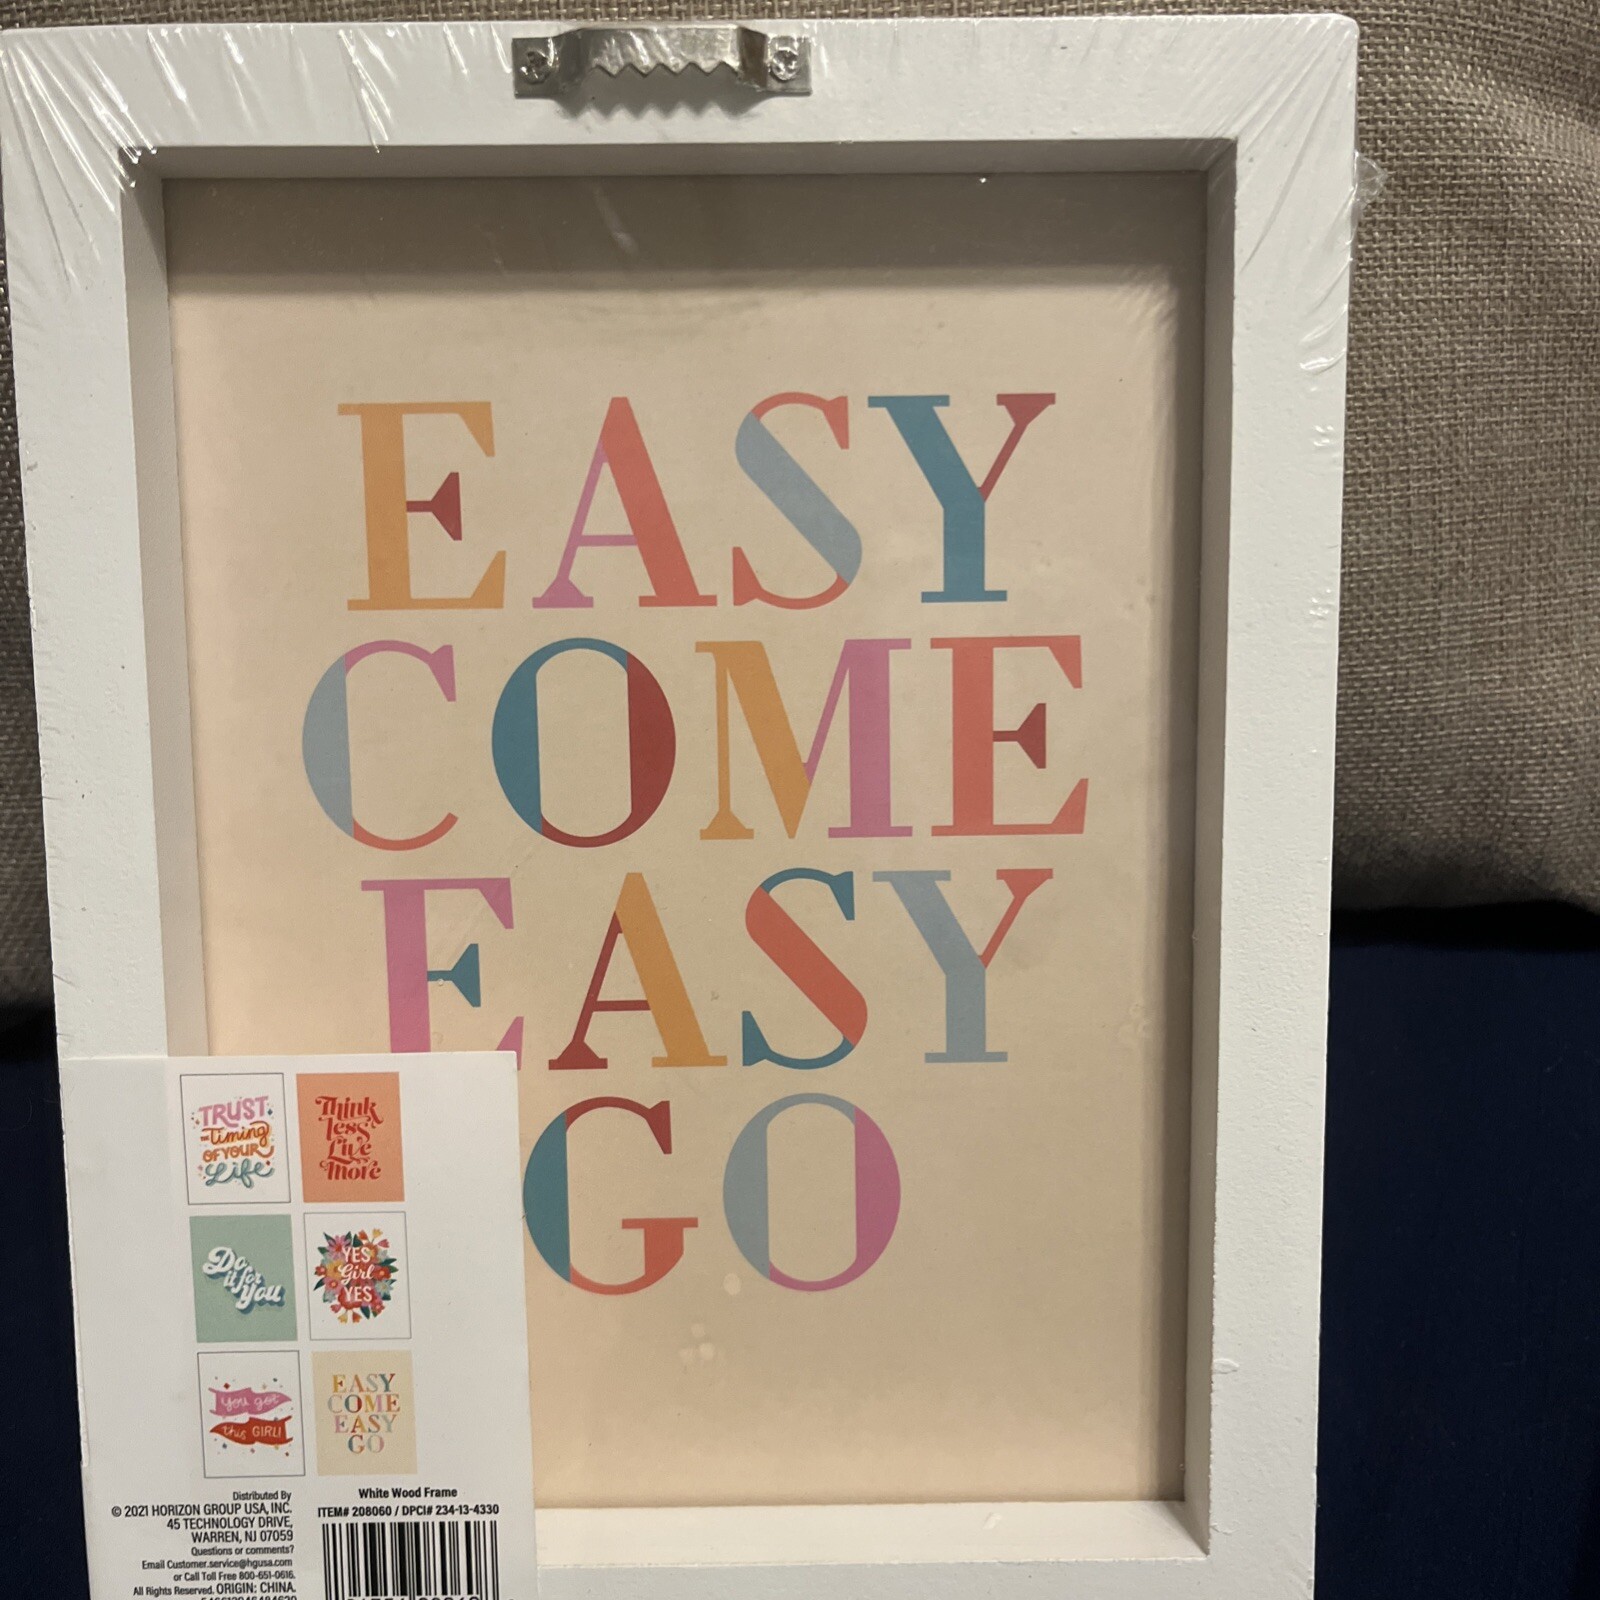 EASY
COME
EASY
GO
TRUST
THE Timing
OF YOUR
Life
Think
less
Live
more
Do
it for
You
YES
Girl
YES
You got
this GIRL!
EASY
COME
EASY
GO
Distributed By
© 2021 HORIZON GROUP USA, INC.
45 TECHNOLOGY DRIVE,
WARREN, NJ 07059
Questions or comments?
Email Customer.service@hgusa.com
or Call Toll Free 800-651-0616.
All Rights Reserved. ORIGIN: CHINA.
White Wood Frame
ITEM# 208060 / DPCI# 234-13-4330